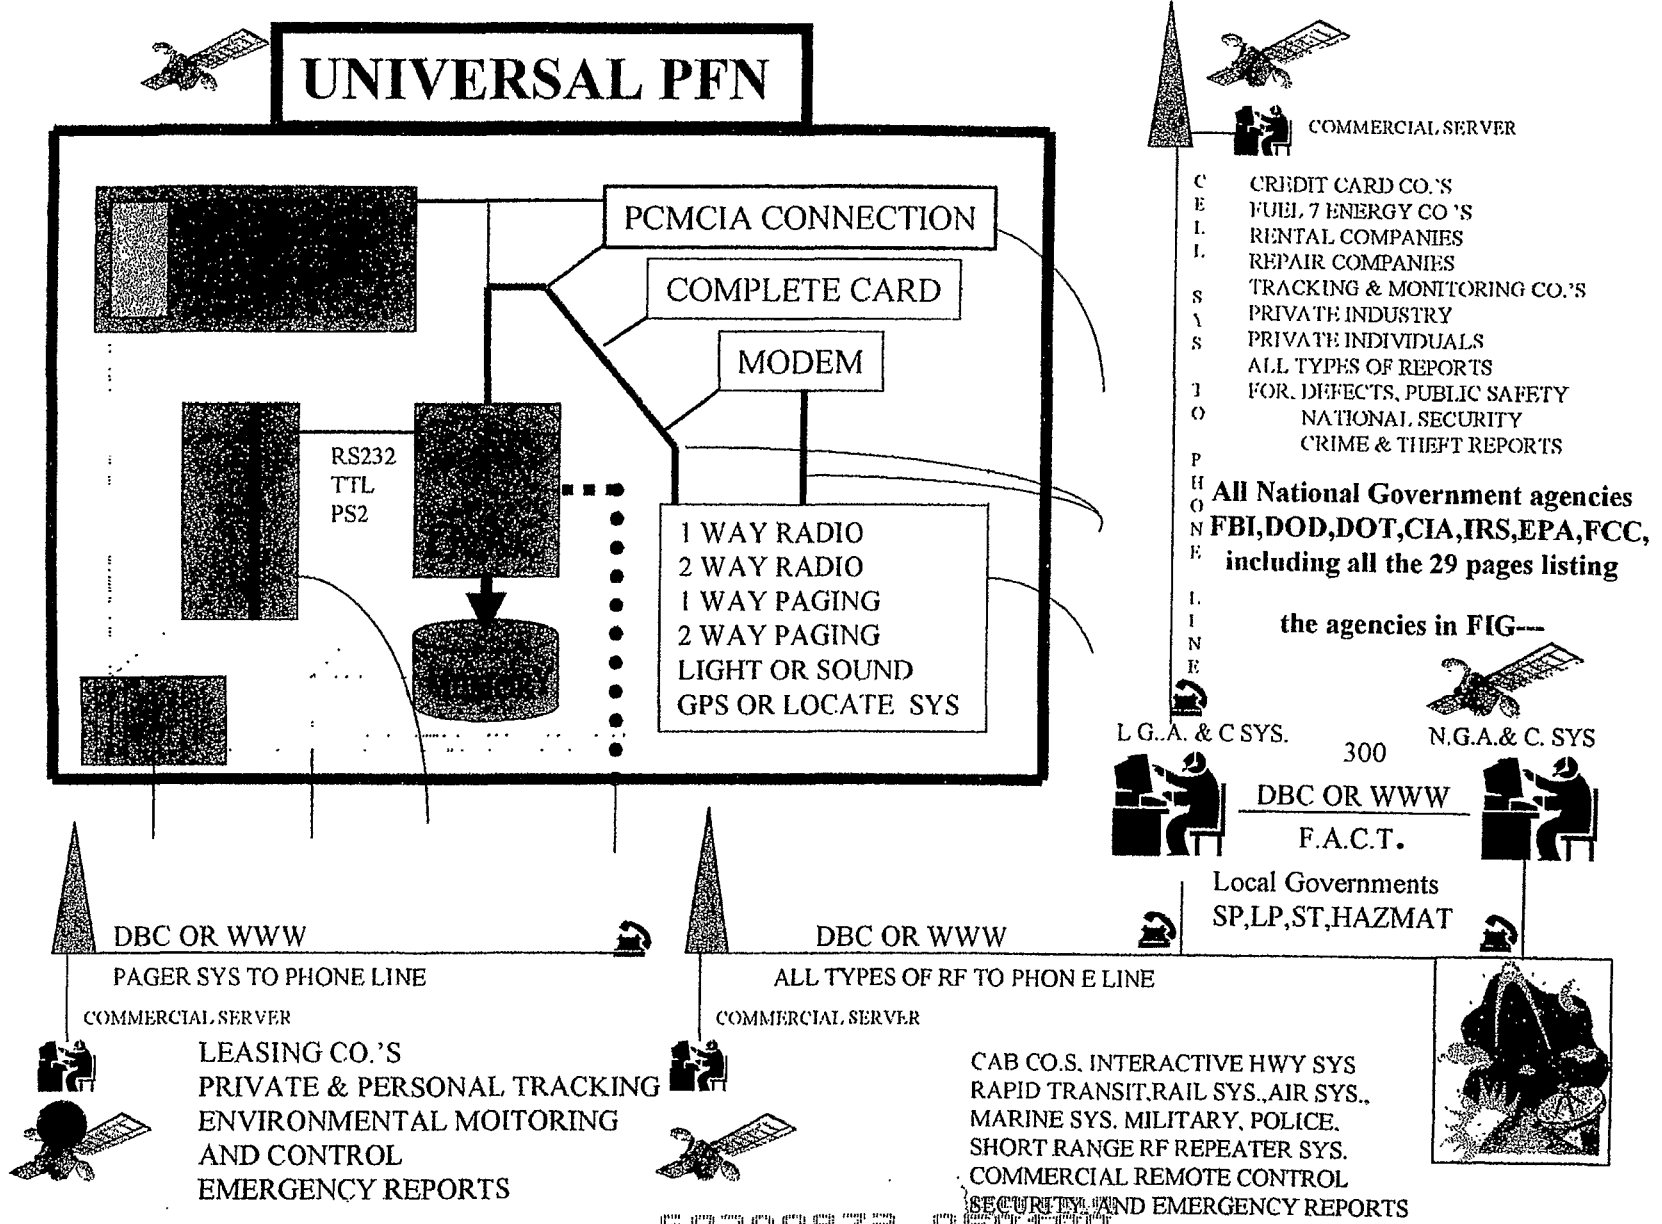 UNIVERSAL PFN
PCMCIA CONNECTION
COMPLETE CARD
MODEM
RS232
TTL
PS2
1 WAY RADIO
2 WAY RADIO
1 WAY PAGING
2 WAY PAGING
LIGHT OR SOUND
GPS OR LOCATE SYS
COMMERCIAL SERVER
CELL SYS TO PHONE LINE
CREDIT CARD CO.'S
FUEL 7 ENERGY CO 'S
RENTAL COMPANIES
REPAIR COMPANIES
TRACKING & MONITORING CO.'S
PRIVATE INDUSTRY
PRIVATE INDIVIDUALS
ALL TYPES OF REPORTS
FOR. DEFECTS, PUBLIC SAFETY
NATIONAL SECURITY
CRIME & THEFT REPORTS
All National Government agencies
FBI,DOD,DOT,CIA,IRS,EPA,FCC,
including all the 29 pages listing
the agencies in FIG---
L G..A. & C SYS.
300
N.G.A.& C. SYS
DBC OR WWW
F.A.C.T.
Local Governments
SP,LP,ST,HAZMAT
DBC OR WWW
PAGER SYS TO PHONE LINE
COMMERCIAL SERVER
LEASING CO.'S
PRIVATE & PERSONAL TRACKING
ENVIRONMENTAL MOITORING
AND CONTROL
EMERGENCY REPORTS
DBC OR WWW
ALL TYPES OF RF TO PHON E LINE
COMMERCIAL SERVER
CAB CO.S. INTERACTIVE HWY SYS
RAPID TRANSIT,RAIL SYS.,AIR SYS.,
MARINE SYS. MILITARY, POLICE.
SHORT RANGE RF REPEATER SYS.
COMMERCIAL REMOTE CONTROL
SECURITY, AND EMERGENCY REPORTS